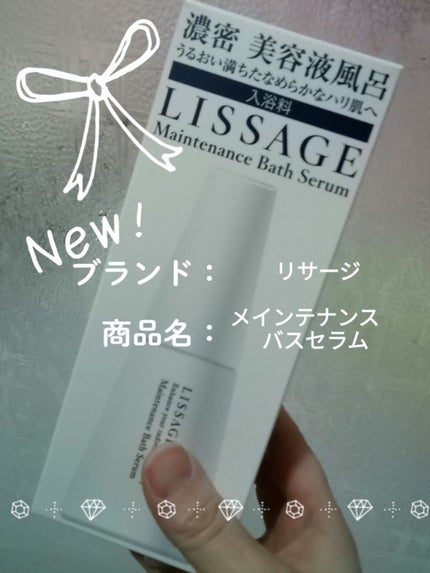 濃密 美容液風呂
うるおい満ちたなめらかなハリ肌へ
入浴料
LISSAGE
Maintenance Bath Serum
New!
ブランド： リサージ
商品名： メインテナンス
バスセラム
LISSAGE
Enhance your
Maintenance Bath Serum